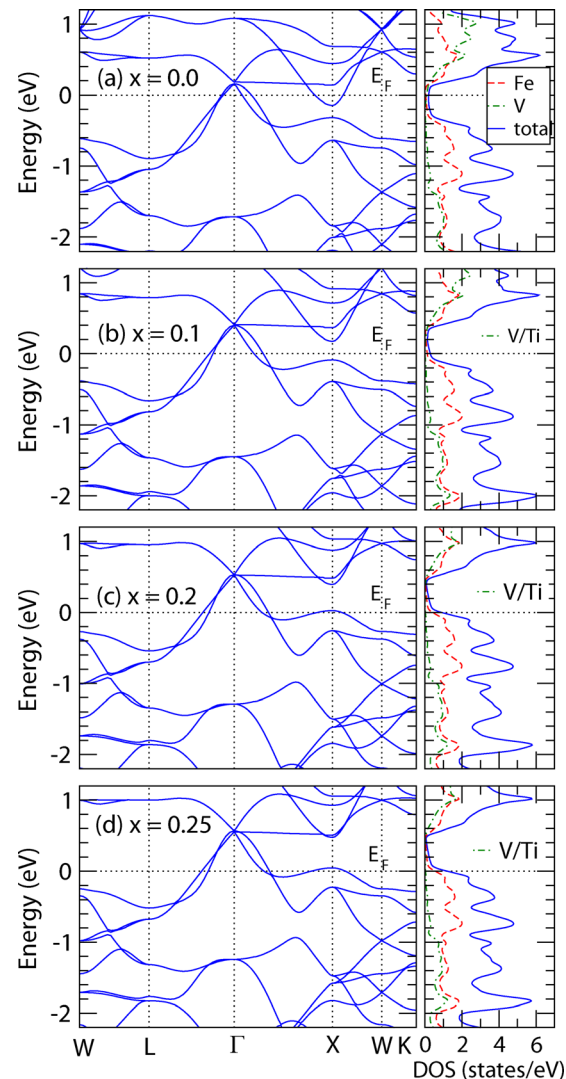 1
(a) x = 0.0
E_F
Fe
V
total
0
-1
-2
Energy (eV)
1
(b) x = 0.1
E_F
V/Ti
0
-1
-2
Energy (eV)
1
(c) x = 0.2
E_F
V/Ti
0
-1
-2
Energy (eV)
1
(d) x = 0.25
E_F
V/Ti
0
-1
-2
Energy (eV)
W L Γ X W K 0 2 4 6
DOS (states/eV)